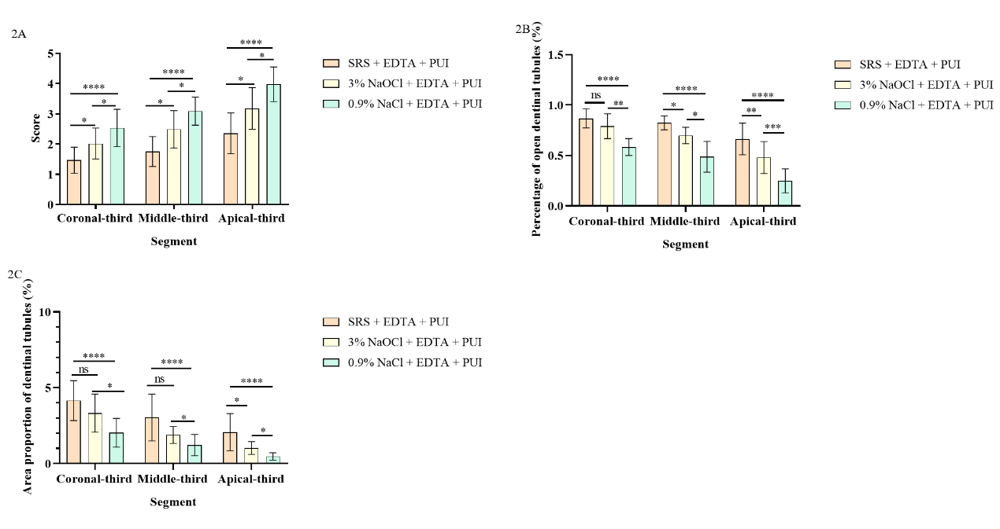 2A
Score
5
4
3
2
1
0
****
*
*
****
*
*
****
*
*
Coronal-third Middle-third Apical-third
Segment
SRS + EDTA + PUI
3% NaOCl + EDTA + PUI
0.9% NaCl + EDTA + PUI
2B
Percentage of open dentinal tubules (%)
1.5
1.0
0.5
0.0
****
ns
**
****
*
*
****
**
***
Coronal-third Middle-third Apical-third
Segment
SRS + EDTA + PUI
3% NaOCl + EDTA + PUI
0.9% NaCl + EDTA + PUI
2C
Area proportion of dentinal tubules (%)
10
5
0
****
ns
*
****
ns
*
****
*
*
Coronal-third Middle-third Apical-third
Segment
SRS + EDTA + PUI
3% NaOCl + EDTA + PUI
0.9% NaCl + EDTA + PUI